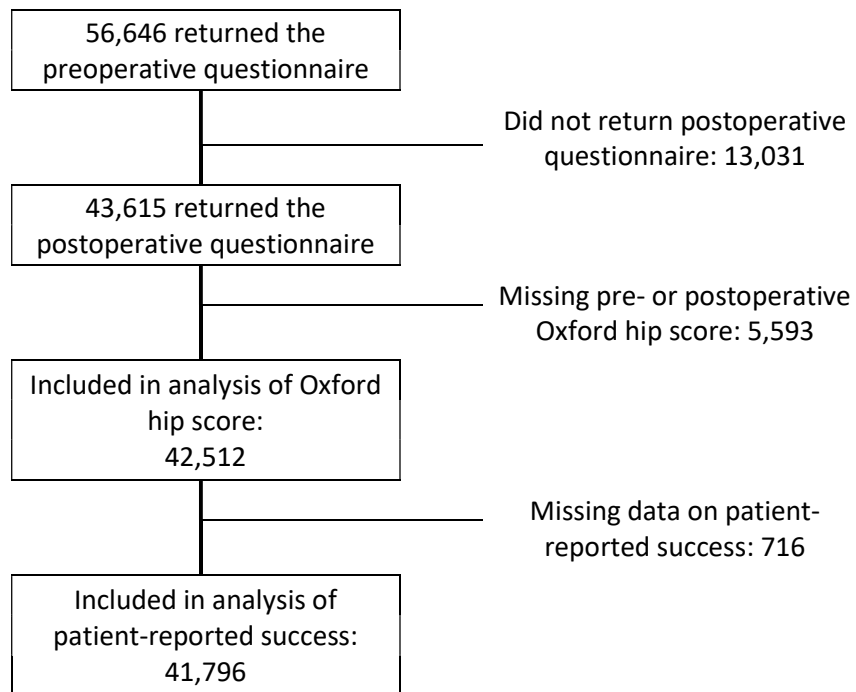 56,646 returned the
preoperative questionnaire
Did not return postoperative
questionnaire: 13,031
43,615 returned the
postoperative questionnaire
Missing pre- or postoperative
Oxford hip score: 5,593
Included in analysis of Oxford
hip score:
42,512
Missing data on patient-
reported success: 716
Included in analysis of
patient-reported success:
41,796